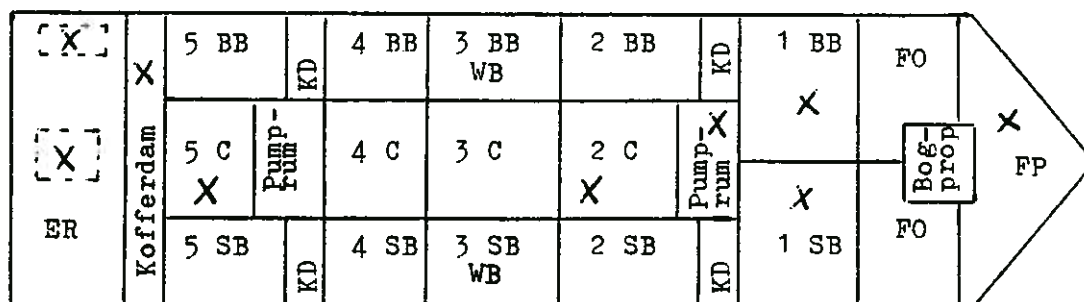 5 BB
KD
4 BB
3 BB
WB
2 BB
KD
1 BB
FO
Kofferdam
5 C
Pump-
rum
4 C
3 C
2 C
Pump-
rum
Bog-
prop
FP
ER
5 SB
KD
4 SB
3 SB
WB
2 SB
KD
1 SB
FO